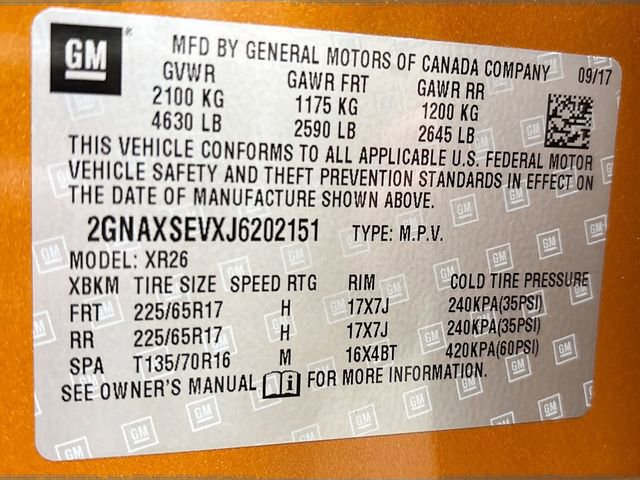 GM
MFD BY GENERAL MOTORS OF CANADA COMPANY 09/17
GVWR GAWR FRT GAWR RR
2100 KG 1175 KG 1200 KG
4630 LB 2590 LB 2645 LB
THIS VEHICLE CONFORMS TO ALL APPLICABLE U.S. FEDERAL MOTOR
VEHICLE SAFETY AND THEFT PREVENTION STANDARDS IN EFFECT ON
THE DATE OF MANUFACTURE SHOWN ABOVE.
2GNAXSEVXJ6202151 TYPE: M.P.V.
MODEL: XR26
XBKM TIRE SIZE SPEED RTG RIM COLD TIRE PRESSURE
FRT 225/65R17 H 17X7J 240KPA(35PSI)
RR 225/65R17 H 17X7J 240KPA(35PSI)
SPA T135/70R16 M 16X4BT 420KPA(60PSI)
SEE OWNER'S MANUAL FOR MORE INFORMATION.